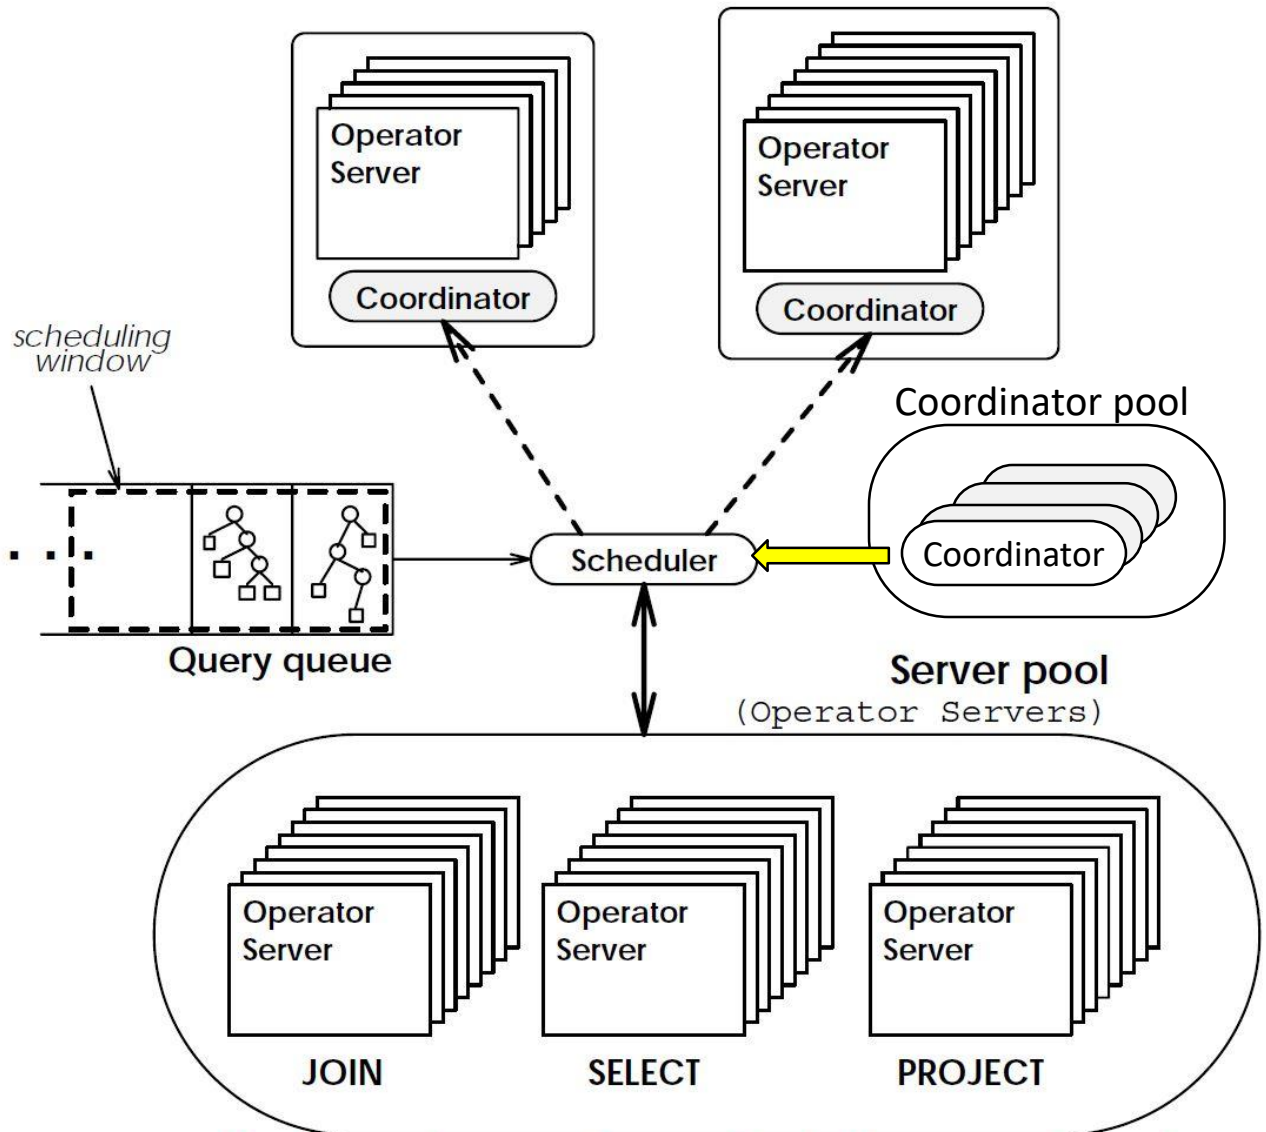 Operator
Server
Coordinator
Operator
Server
Coordinator
scheduling
window
Coordinator pool
Coordinator
. . .
Scheduler
Query queue
Server pool
(Operator Servers)
Operator
Server
JOIN
Operator
Server
SELECT
Operator
Server
PROJECT